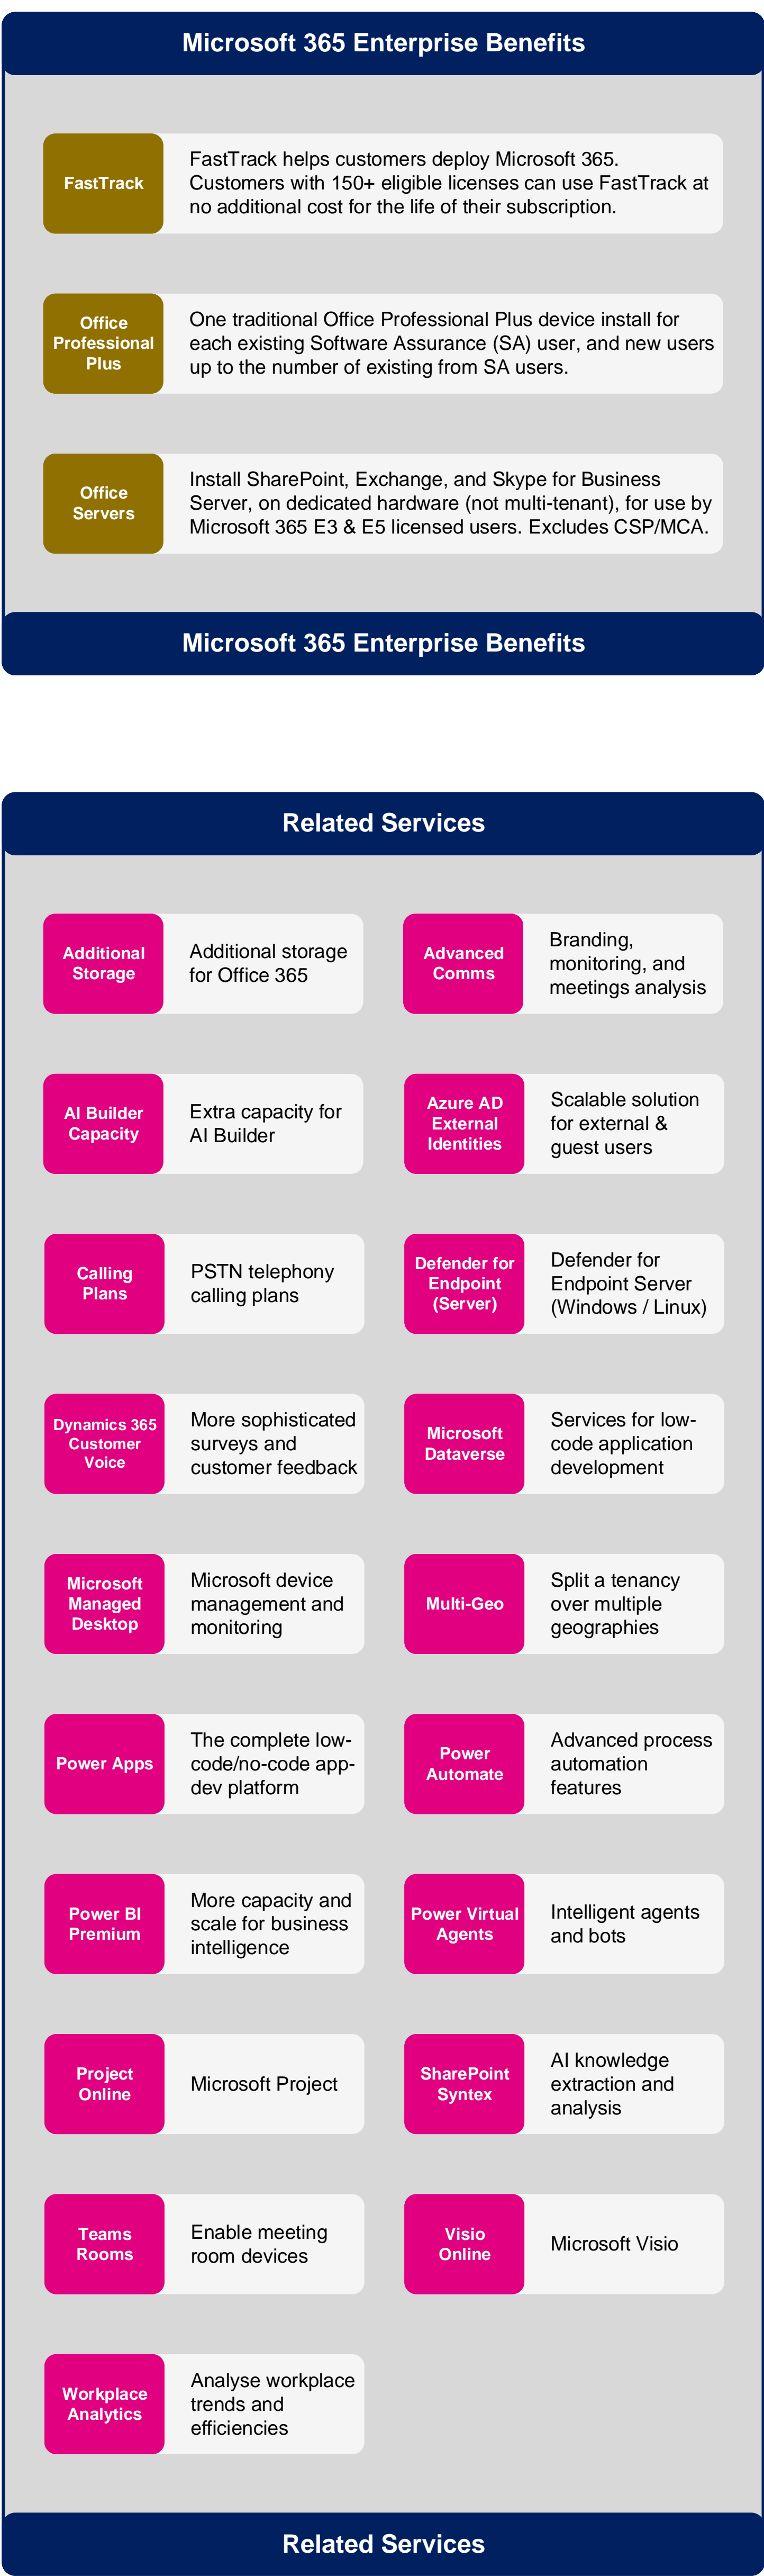 Microsoft 365 Enterprise Benefits
FastTrack
FastTrack helps customers deploy Microsoft 365.
Customers with 150+ eligible licenses can use FastTrack at
no additional cost for the life of their subscription.
Office
Professional
Plus
One traditional Office Professional Plus device install for
each existing Software Assurance (SA) user, and new users
up to the number of existing from SA users.
Office
Servers
Install SharePoint, Exchange, and Skype for Business
Server, on dedicated hardware (not multi-tenant), for use by
Microsoft 365 E3 & E5 licensed users. Excludes CSP/MCA.
Microsoft 365 Enterprise Benefits
Related Services
Additional
Storage
Additional storage
for Office 365
Advanced
Comms
Branding,
monitoring, and
meetings analysis
AI Builder
Capacity
Extra capacity for
AI Builder
Azure AD
External
Identities
Scalable solution
for external &
guest users
Calling
Plans
PSTN telephony
calling plans
Defender for
Endpoint
(Server)
Defender for
Endpoint Server
(Windows / Linux)
Dynamics 365
Customer
Voice
More sophisticated
surveys and
customer feedback
Microsoft
Dataverse
Services for low-
code application
development
Microsoft
Managed
Desktop
Microsoft device
management and
monitoring
Multi-Geo
Split a tenancy
over multiple
geographies
Power Apps
The complete low-
code/no-code app-
dev platform
Power
Automate
Advanced process
automation
features
Power BI
Premium
More capacity and
scale for business
intelligence
Power Virtual
Agents
Intelligent agents
and bots
Project
Online
Microsoft Project
SharePoint
Syntex
AI knowledge
extraction and
analysis
Teams
Rooms
Enable meeting
room devices
Visio
Online
Microsoft Visio
Workplace
Analytics
Analyse workplace
trends and
efficiencies
Related Services